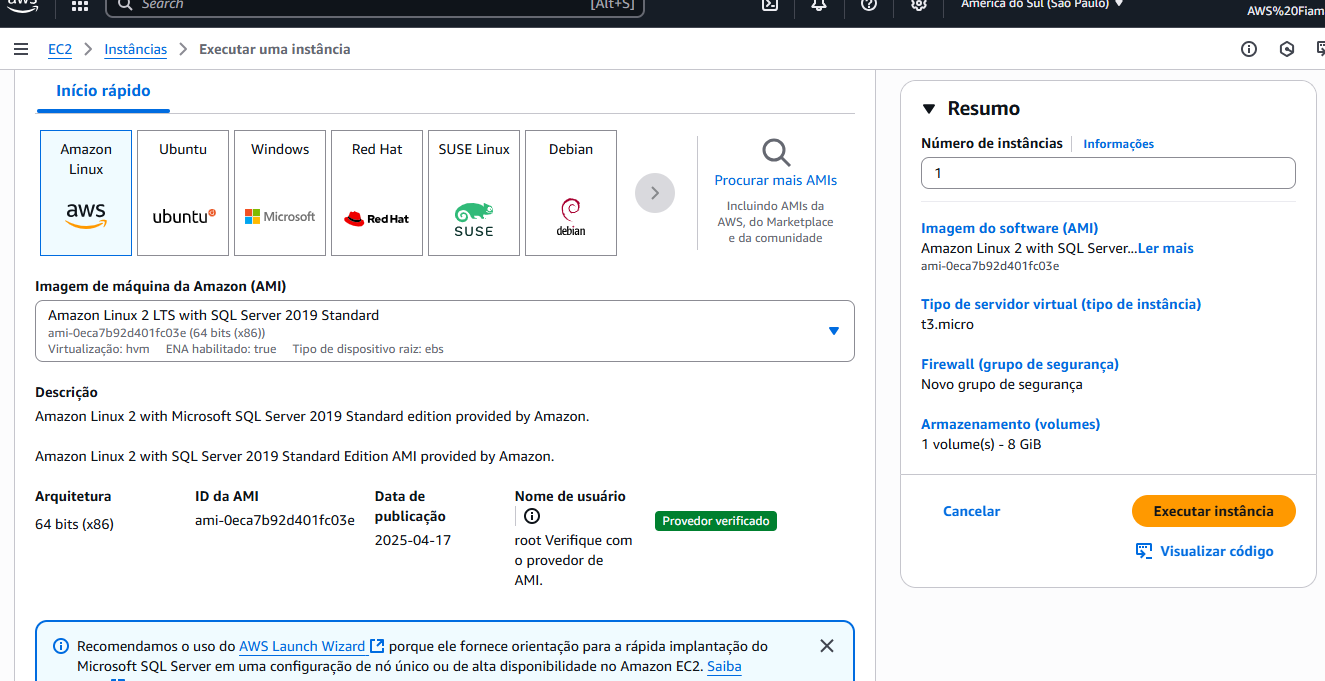 aws
Search
[Alt+S]
América do Sul (São Paulo) ▼
AWS%20Fiam
EC2 > Instâncias > Executar uma instância
Início rápido
Amazon
Linux
aws
Ubuntu
ubuntu
Windows
Microsoft
Red Hat
Red Hat
SUSE Linux
SUSE
Debian
debian
Procurar mais AMIs
Incluindo AMIs da
AWS, do Marketplace
e da comunidade
Imagem de máquina da Amazon (AMI)
Amazon Linux 2 LTS with SQL Server 2019 Standard
ami-0eca7b92d401fc03e (64 bits (x86))
Virtualização: hvm ENA habilitado: true Tipo de dispositivo raiz: ebs
Descrição
Amazon Linux 2 with Microsoft SQL Server 2019 Standard edition provided by Amazon.
Amazon Linux 2 with SQL Server 2019 Standard Edition AMI provided by Amazon.
Arquitetura
64 bits (x86)
ID da AMI
ami-0eca7b92d401fc03e
Data de
publicação
2025-04-17
Nome de usuário
root Verifique com
o provedor de
AMI.
Provedor verificado
Recomendamos o uso do AWS Launch Wizard porque ele fornece orientação para a rápida implantação do
Microsoft SQL Server em uma configuração de nó único ou de alta disponibilidade no Amazon EC2. Saiba
Resumo
Número de instâncias
Informações
1
Imagem do software (AMI)
Amazon Linux 2 with SQL Server...Ler mais
ami-0eca7b92d401fc03e
Tipo de servidor virtual (tipo de instância)
t3.micro
Firewall (grupo de segurança)
Novo grupo de segurança
Armazenamento (volumes)
1 volume(s) - 8 GiB
Cancelar
Executar instância
Visualizar código